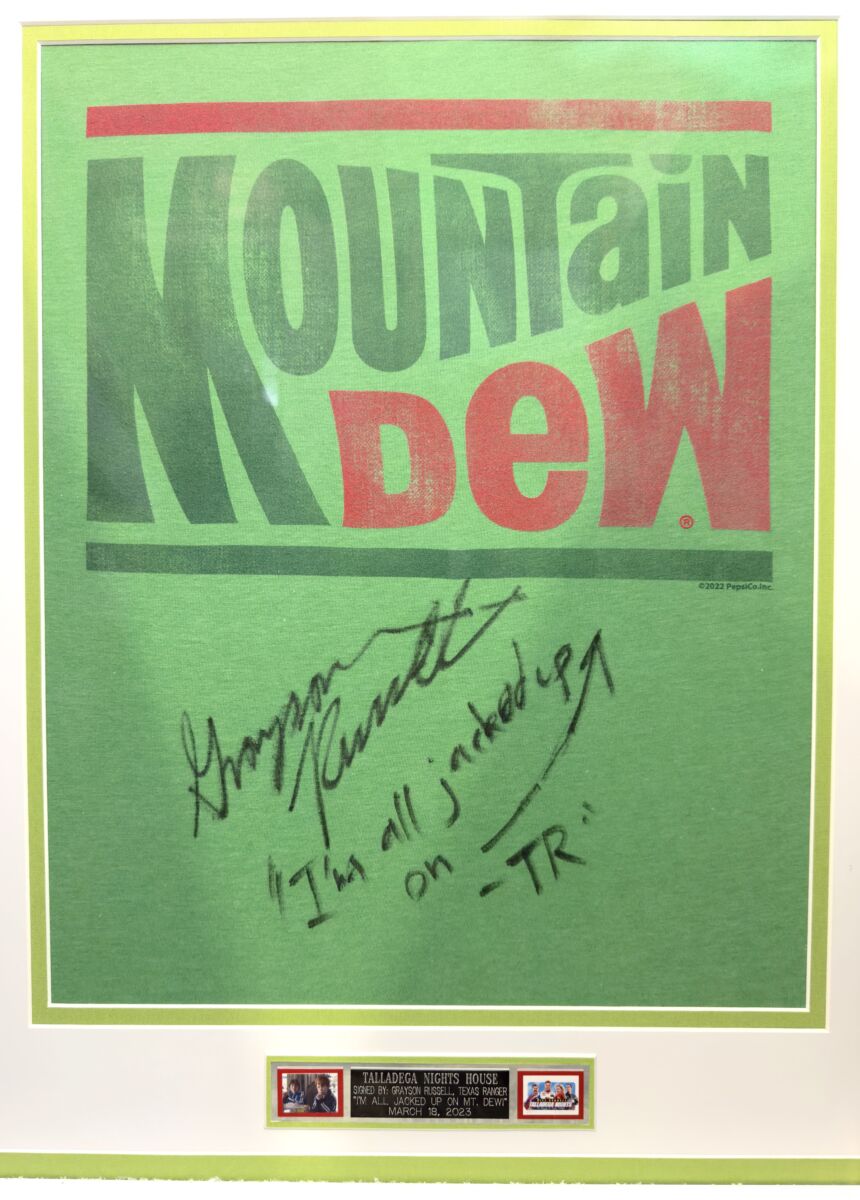 MOUNTaiN
DeW
®
©2022 PepsiCo.Inc.
Grayson
Russell
"I'm all jacked up
on
-TR"
TALLADEGA NIGHTS HOUSE
SIGNED BY: GRAYSON RUSSELL, TEXAS RANGER
"I'M ALL JACKED UP ON MT. DEW!"
MARCH 18, 2023